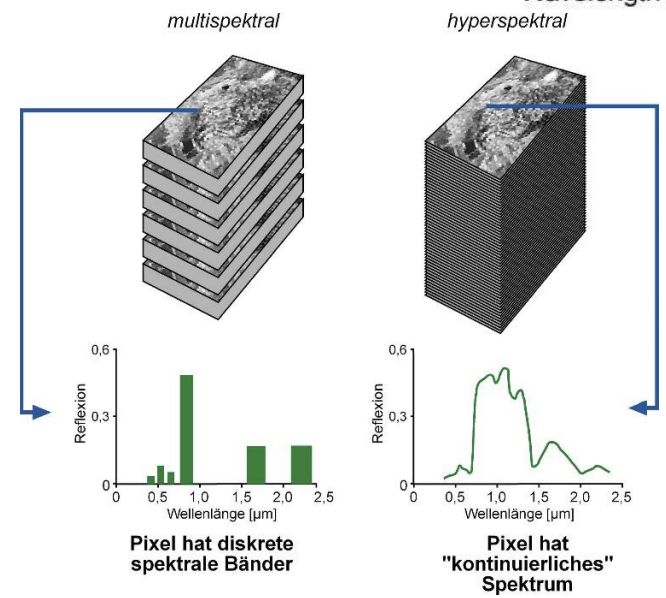 Wavelength
multispektral
hyperspektral
0,6
0,3
0
Reflexion
0 0,5 1,0 1,5 2,0 2,5
Wellenlänge [µm]
Pixel hat diskrete
spektrale Bänder
0,6
0,3
0
Reflexion
0 0,5 1,0 1,5 2,0 2,5
Wellenlänge [µm]
Pixel hat
"kontinuierliches"
Spektrum